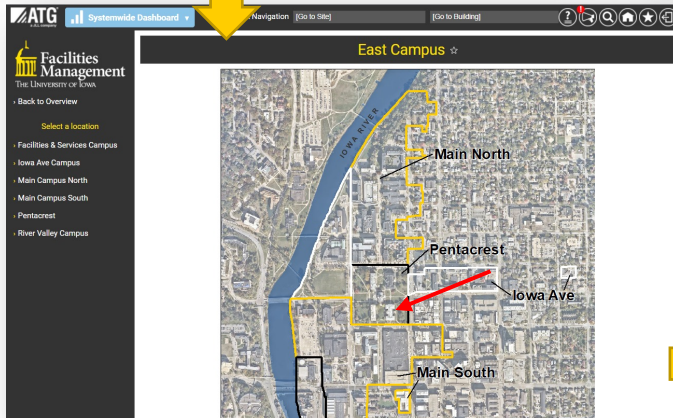 ATG
Systemwide Dashboard
Navigation
[Go to Site]
[Go to Building]
Facilities
Management
THE UNIVERSITY OF IOWA
East Campus
Back to Overview
Select a location
Facilities & Services Campus
Iowa Ave Campus
Main Campus North
Main Campus South
Pentacrest
River Valley Campus
IOWA RIVER
Main North
Pentacrest
Iowa Ave
Main South